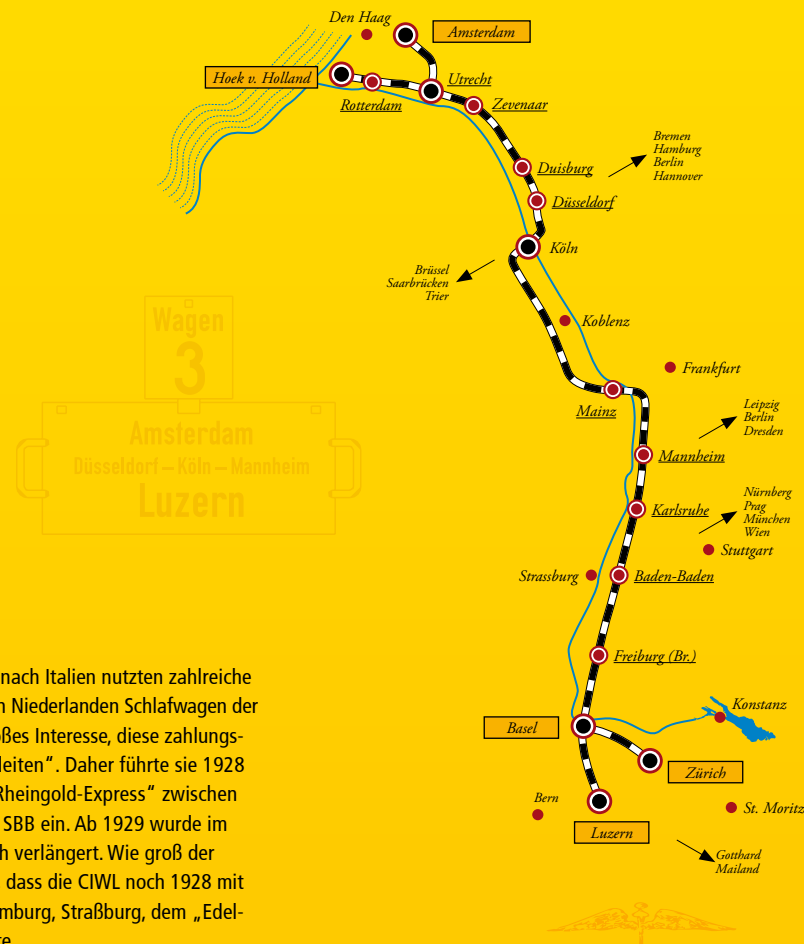 Den Haag
Amsterdam
Hoek v. Holland
Utrecht
Rotterdam
Zevenaar
Bremen
Hamburg
Berlin
Hannover
Duisburg
Düsseldorf
Köln
Brüssel
Saarbrücken
Trier
Koblenz
Wagen
3
Frankfurt
Mainz
Leipzig
Berlin
Dresden
Amsterdam
Düsseldorf – Köln – Mannheim
Luzern
Mannheim
Nürnberg
Prag
München
Wien
Karlsruhe
Stuttgart
Strassburg
Baden-Baden
Freiburg (Br.)
Konstanz
Basel
Zürich
Bern
St. Moritz
Luzern
Gotthard
Mailand
nach Italien nutzten zahlreiche
n Niederlanden Schlafwagen der
oßes Interesse, diese zahlungs-
leiten“. Daher führte sie 1928
Rheingold-Express“ zwischen
SBB ein. Ab 1929 wurde im
h verlängert. Wie groß der
dass die CIWL noch 1928 mit
mburg, Straßburg, dem „Edel-